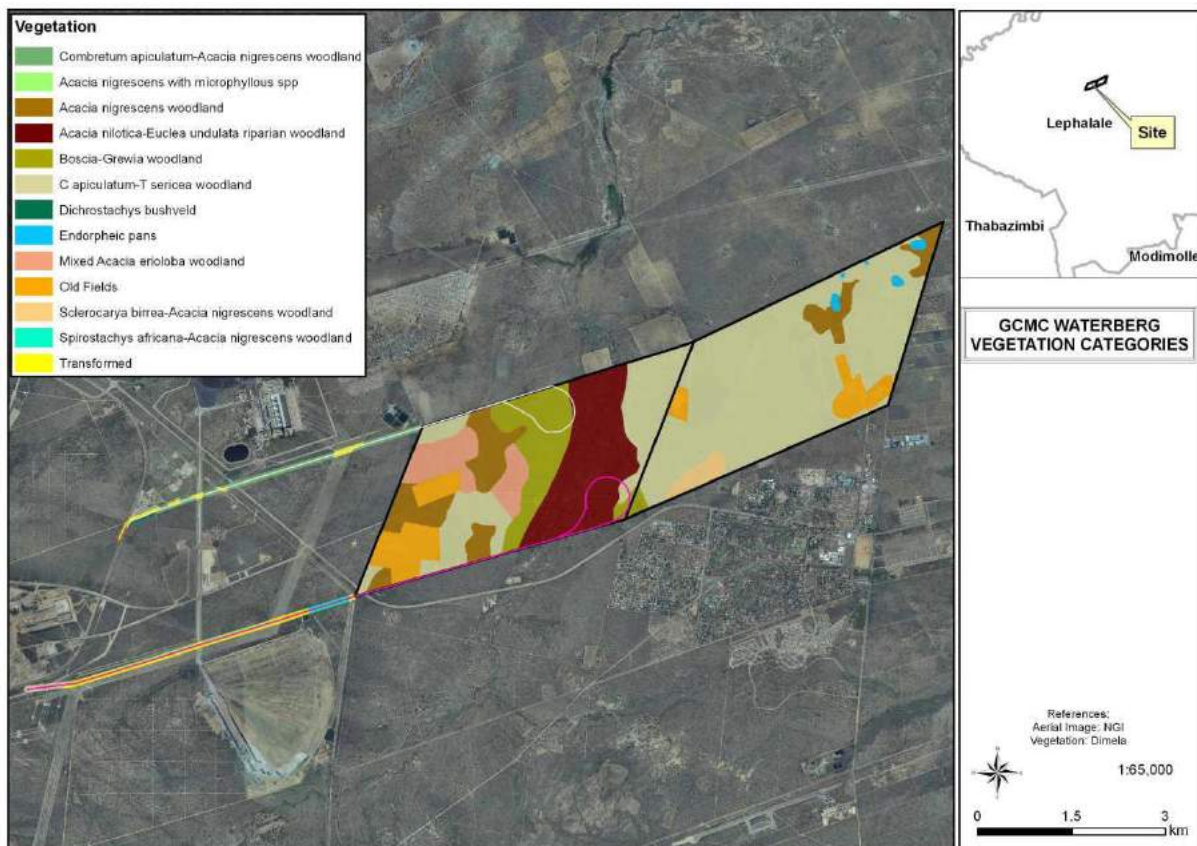 Vegetation
Combretum apiculatum-Acacia nigrescens woodland
Acacia nigrescens with microphyllous spp
Acacia nigrescens woodland
Acacia nilotica-Euclea undulata riparian woodland
Boscia-Grewia woodland
C apiculatum-T sericea woodland
Dichrostachys bushveld
Endorpheic pans
Mixed Acacia erioloba woodland
Old Fields
Sclerocarya birrea-Acacia nigrescens woodland
Spirostachys africana-Acacia nigrescens woodland
Transformed
Lephalale
Site
Thabazimbi
Modimolle
GCMC WATERBERG
VEGETATION CATEGORIES
References:
Aerial Image: NGI
Vegetation: Dimela
1:65,000
0 1.5 3
km